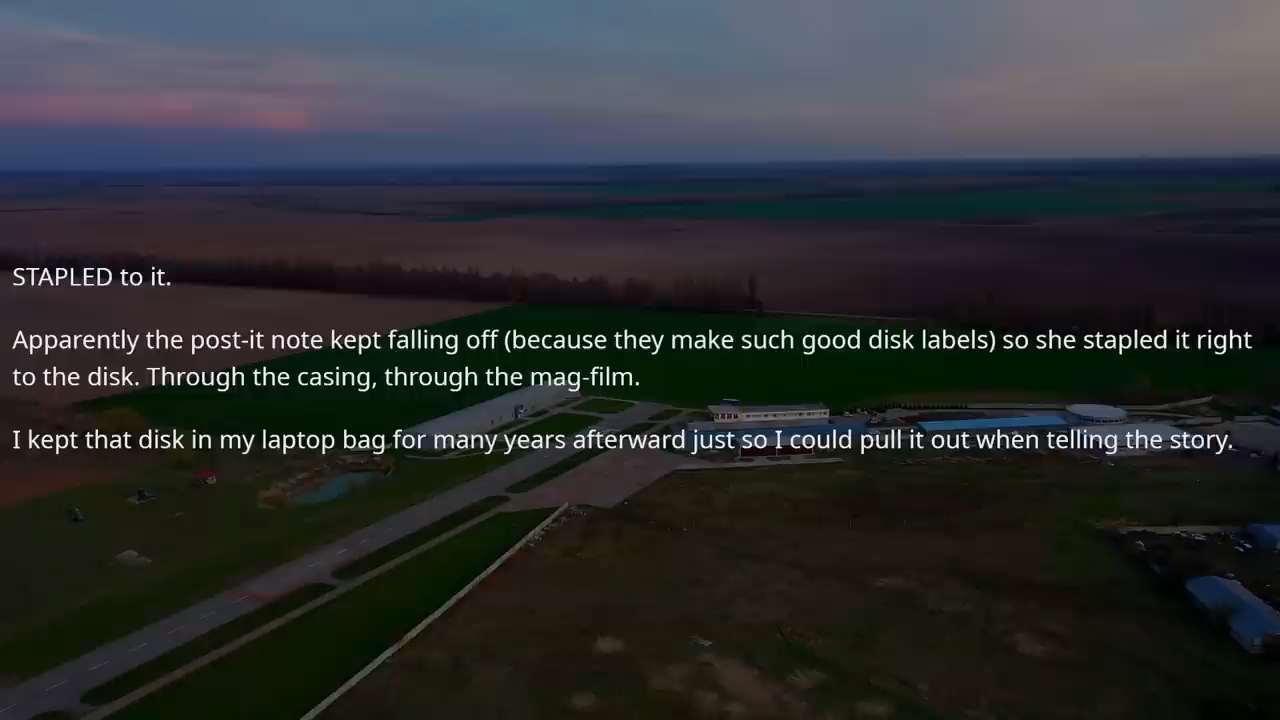 STAPLED to it.
Apparently the post-it note kept falling off (because they make such good disk labels) so she stapled it right
to the disk. Through the casing, through the mag-film.
I kept that disk in my laptop bag for many years afterward just so I could pull it out when telling the story.